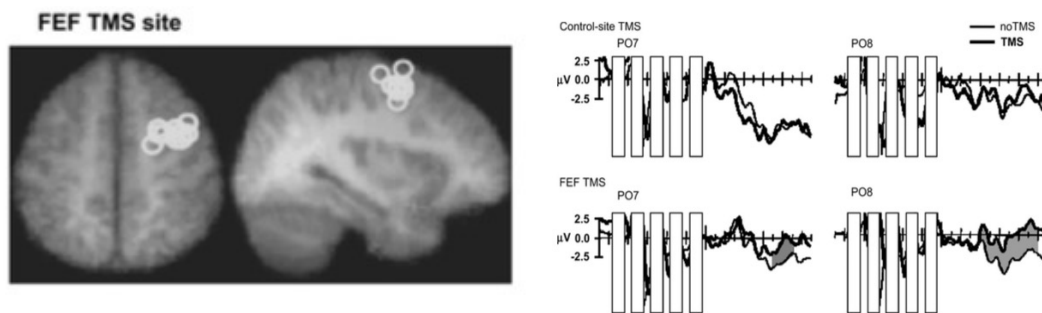 FEF TMS site
Control-site TMS
noTMS
TMS
PO7
PO8
2.5
µV 0.0
-2.5
FEF TMS
PO7
PO8
2.5
µV 0.0
-2.5